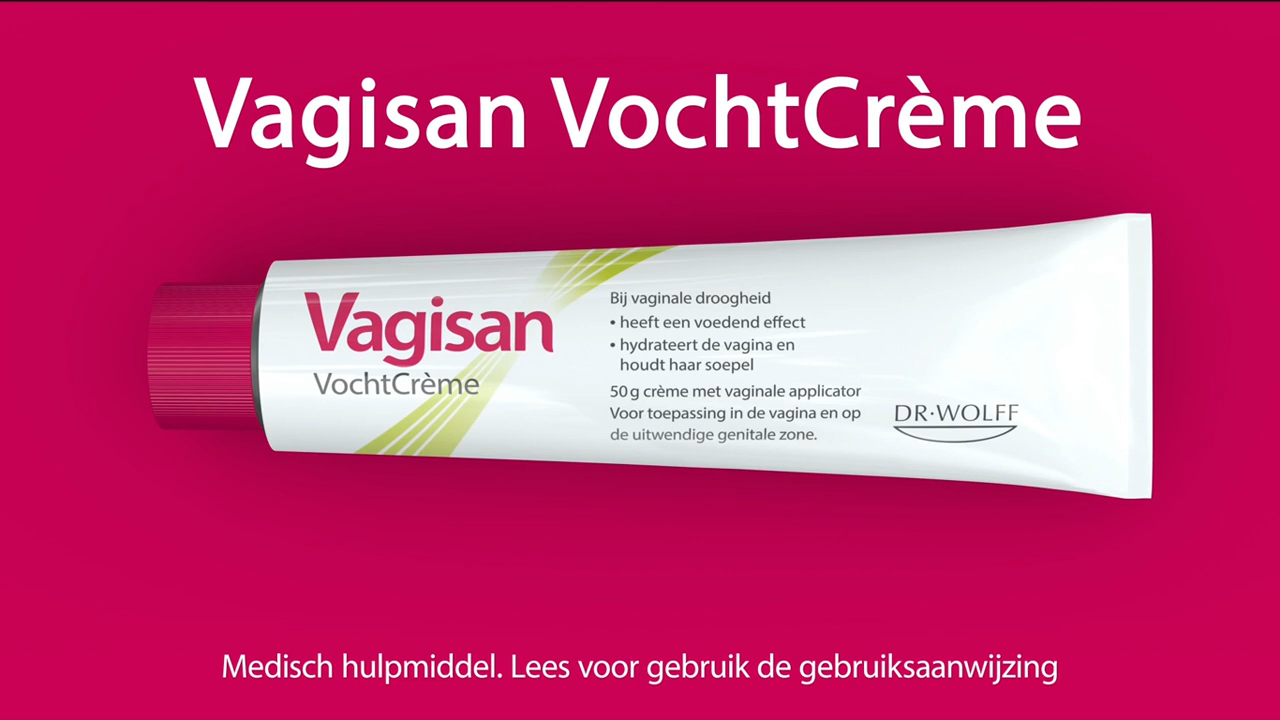 Vagisan VochtCrème
Vagisan
VochtCrème
Bij vaginale droogheid
• heeft een voedend effect
• hydrateert de vagina en
houdt haar soepel
50 g crème met vaginale applicator
Voor toepassing in de vagina en op
de uitwendige genitale zone.
DR·WOLFF
Medisch hulpmiddel. Lees voor gebruik de gebruiksaanwijzing